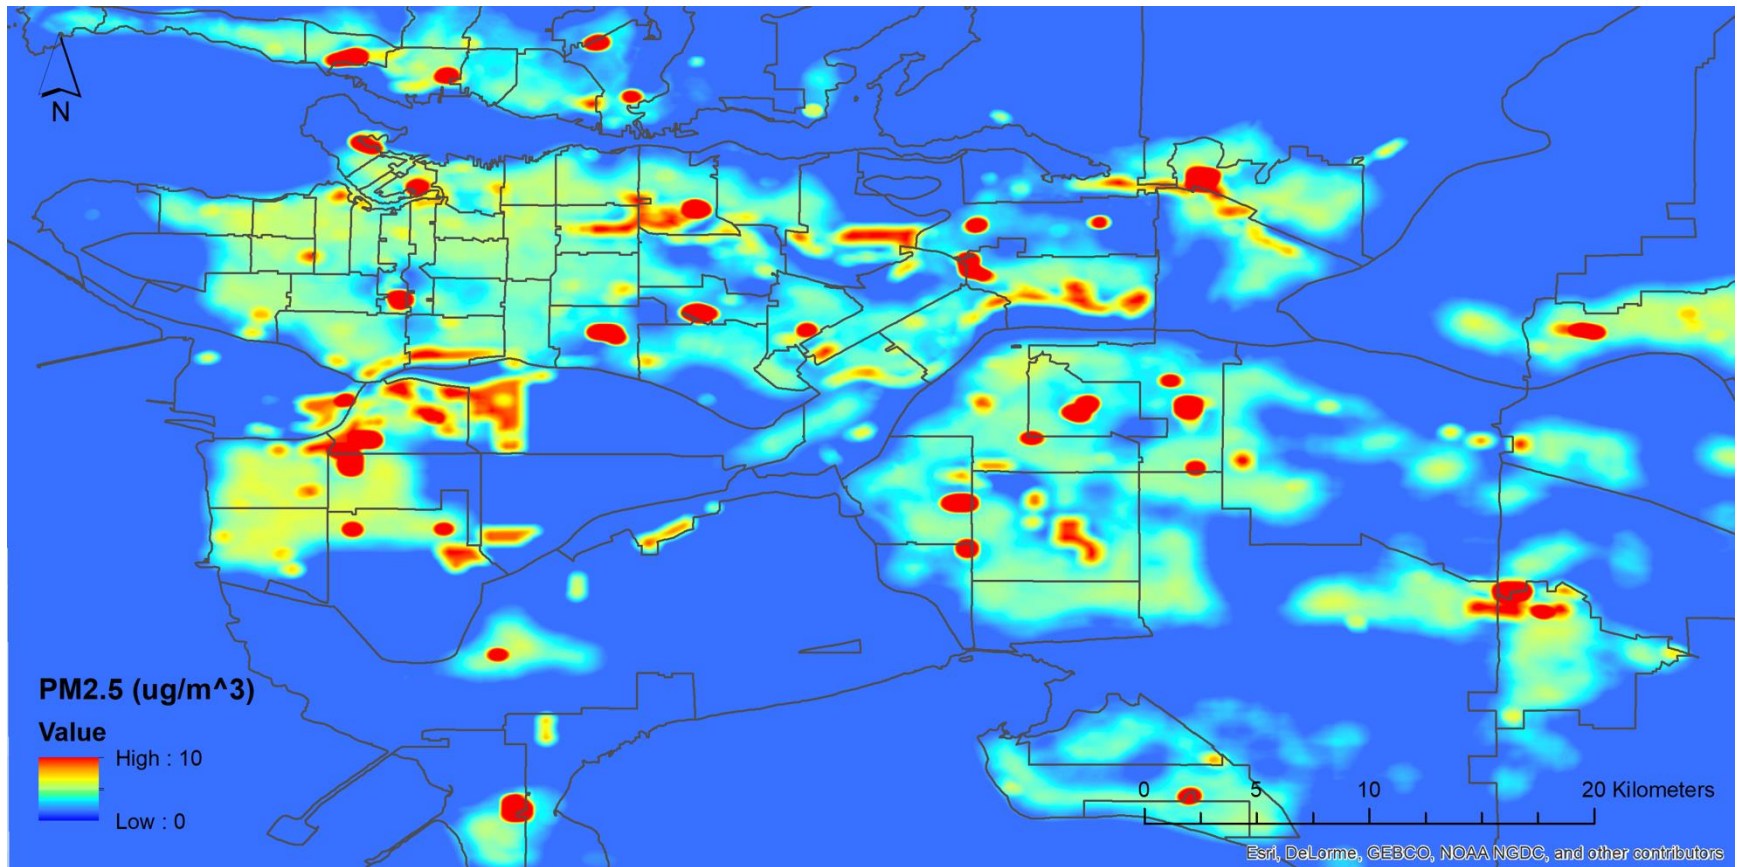 N
PM2.5 (ug/m^3)
Value
High : 10
Low : 0
0 5 10 20 Kilometers
Esri, DeLorme, GEBCO, NOAA NGDC, and other contributors